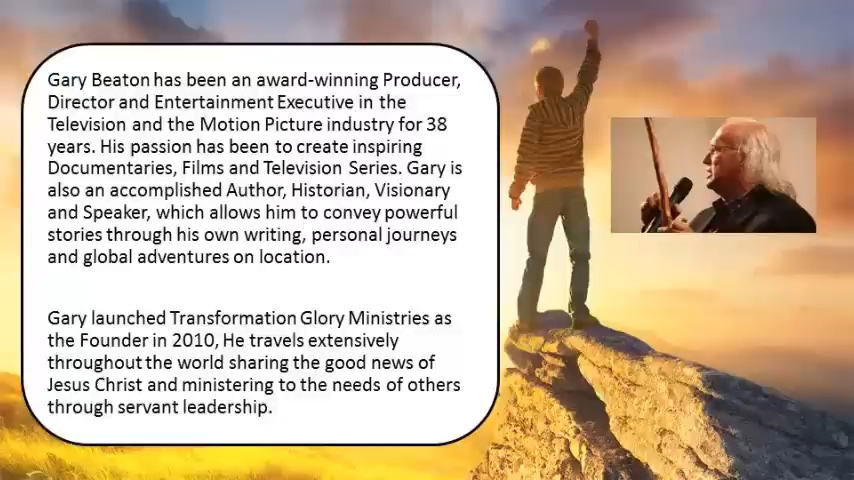 Gary Beaton has been an award-winning Producer,
Director and Entertainment Executive in the
Television and the Motion Picture industry for 38
years. His passion has been to create inspiring
Documentaries, Films and Television Series. Gary is
also an accomplished Author, Historian, Visionary
and Speaker, which allows him to convey powerful
stories through his own writing, personal journeys
and global adventures on location.
Gary launched Transformation Glory Ministries as
the Founder in 2010, He travels extensively
throughout the world sharing the good news of
Jesus Christ and ministering to the needs of others
through servant leadership.